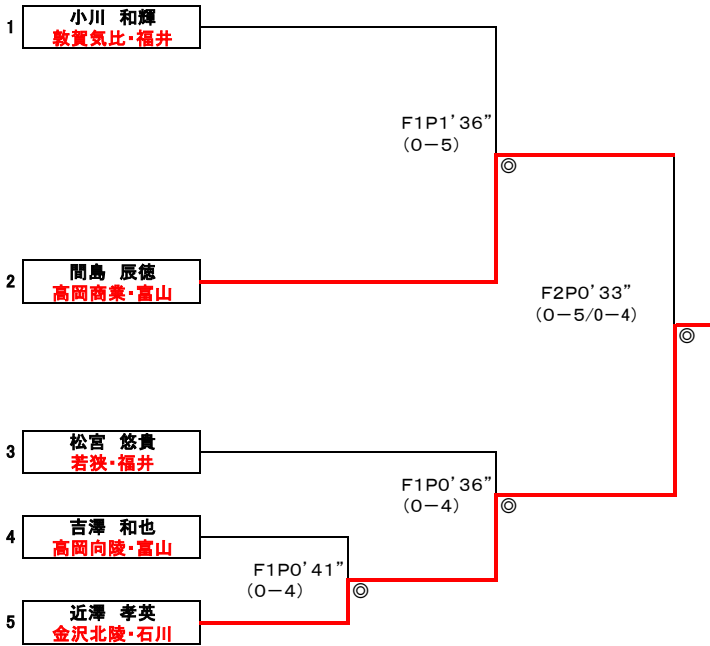 1
小川　和輝
敦賀気比・福井
F1P1’36”
（0－5）
◎
2
間島　辰徳
高岡商業・富山
F2P0’33”
（0－5/0－4）
◎
3
松宮　悠貴
若狭・福井
F1P0’36”
（0－4）
◎
4
吉澤　和也
高岡向陵・富山
F1P0’41”
（0－4）
◎
5
近澤　孝英
金沢北陵・石川